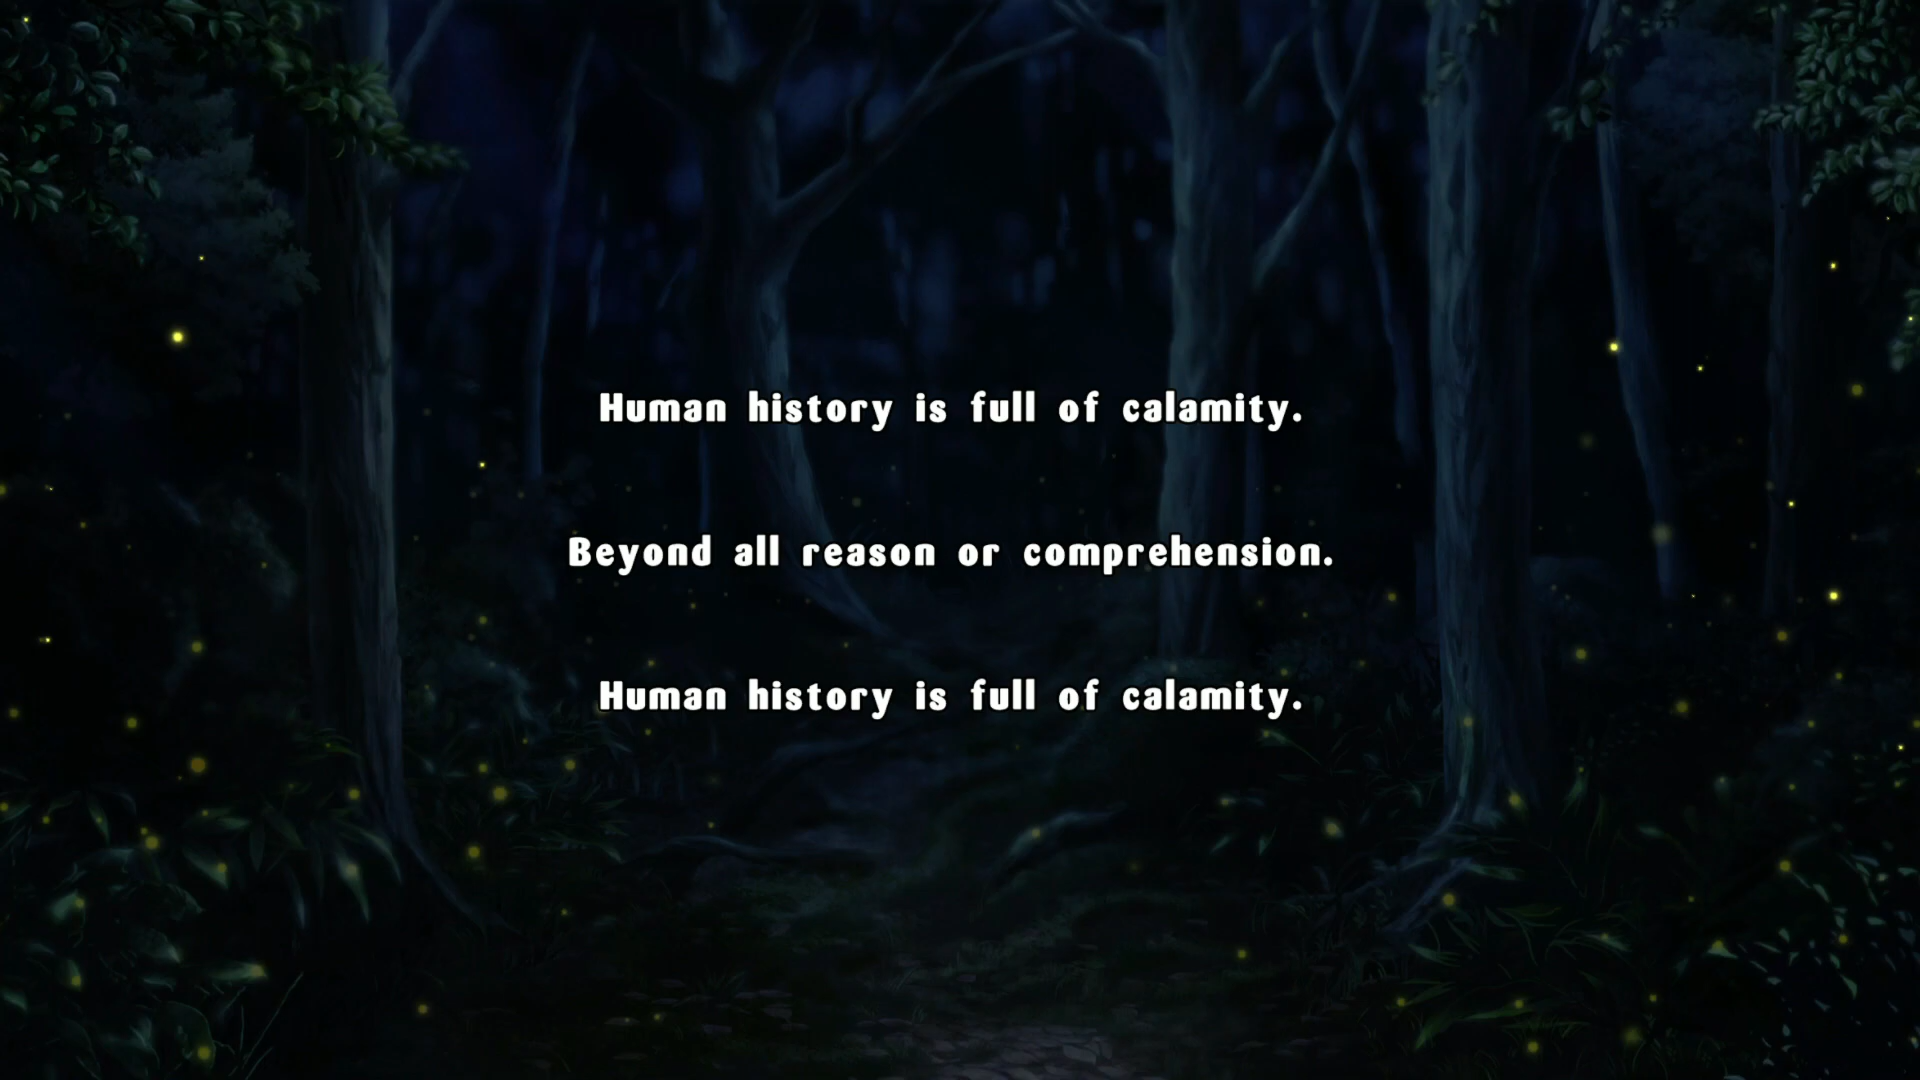 Human history is full of calamity.
Beyond all reason or comprehension.
Human history is full of calamity.